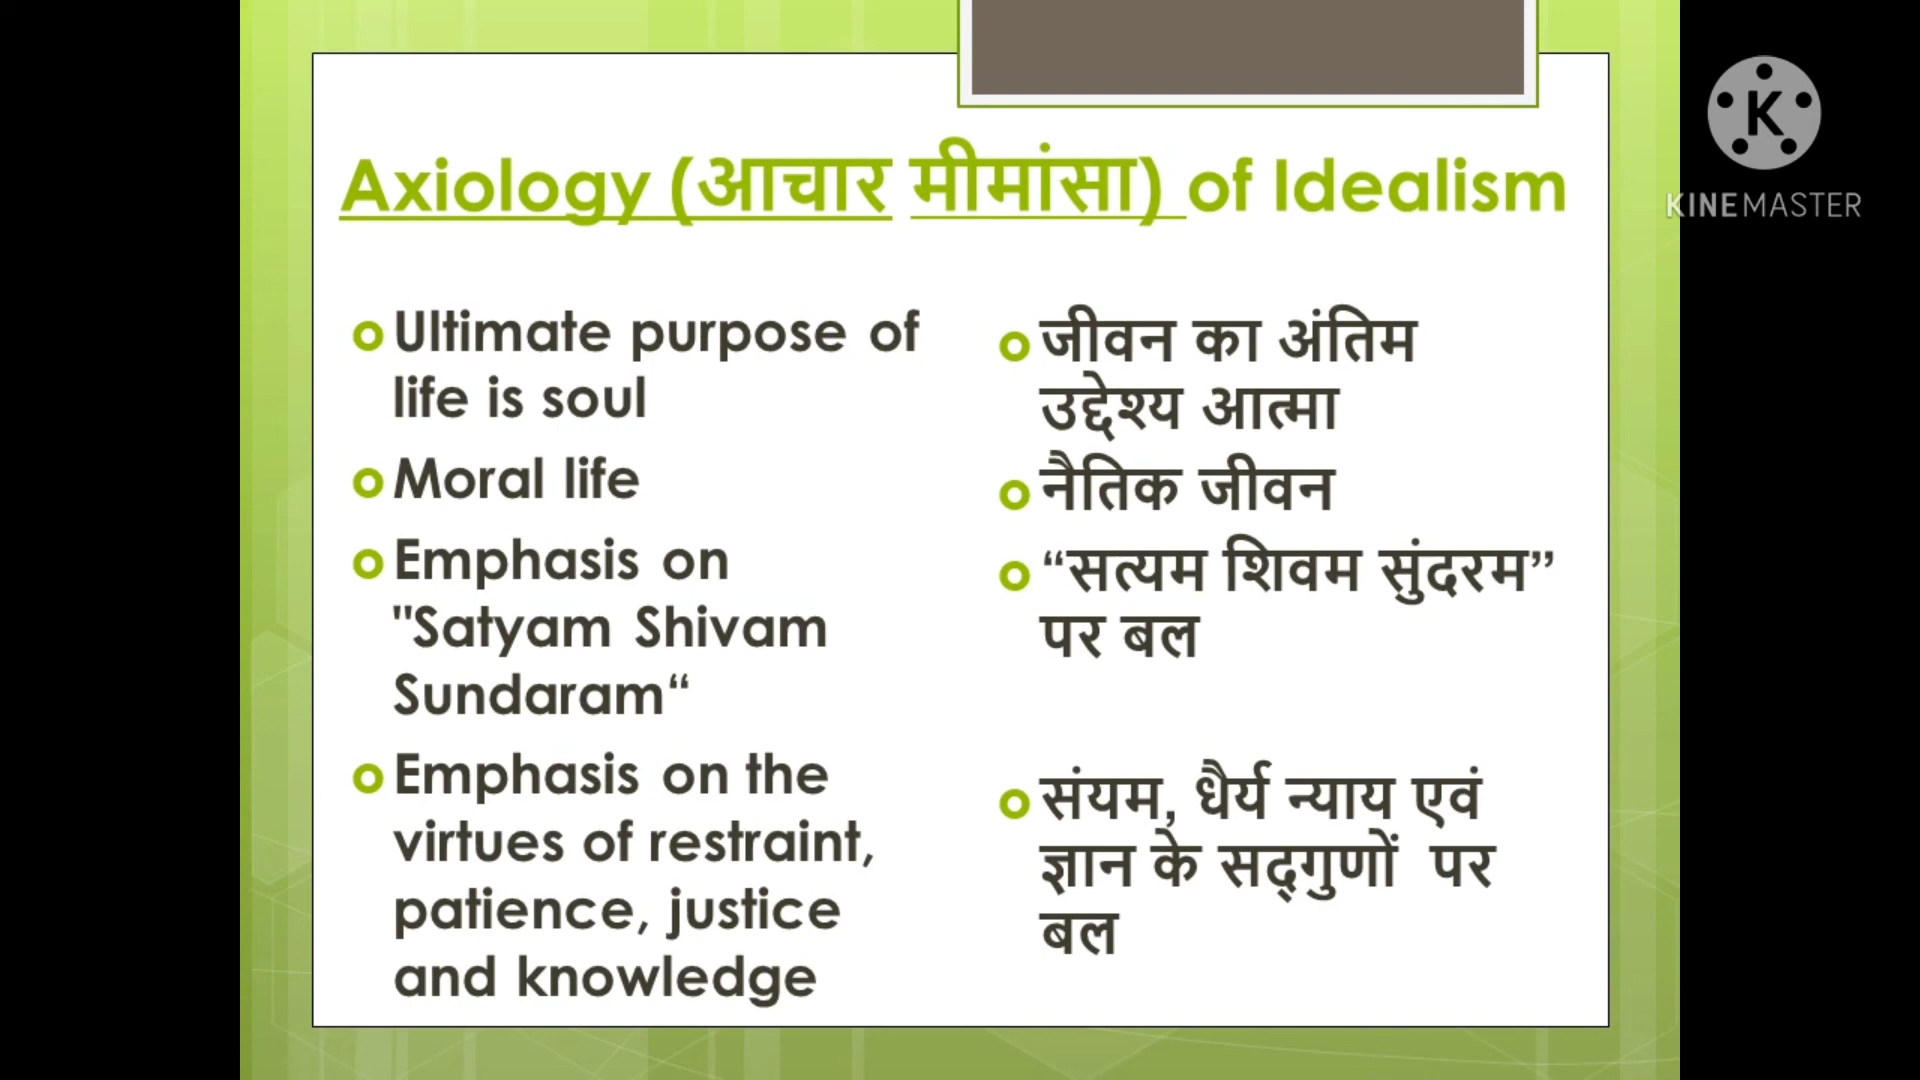 Axiology (आचार मीमांसा) of Idealism
Ultimate purpose of
life is soul
Moral life
Emphasis on
"Satyam Shivam
Sundaram“
Emphasis on the
virtues of restraint,
patience, justice
and knowledge
जीवन का अंतिम
उद्देश्य आत्मा
नैतिक जीवन
“सत्यम शिवम सुंदरम”
पर बल
संयम, धैर्य न्याय एवं
ज्ञान के सद्गुणों पर
बल
K
KINEMASTER